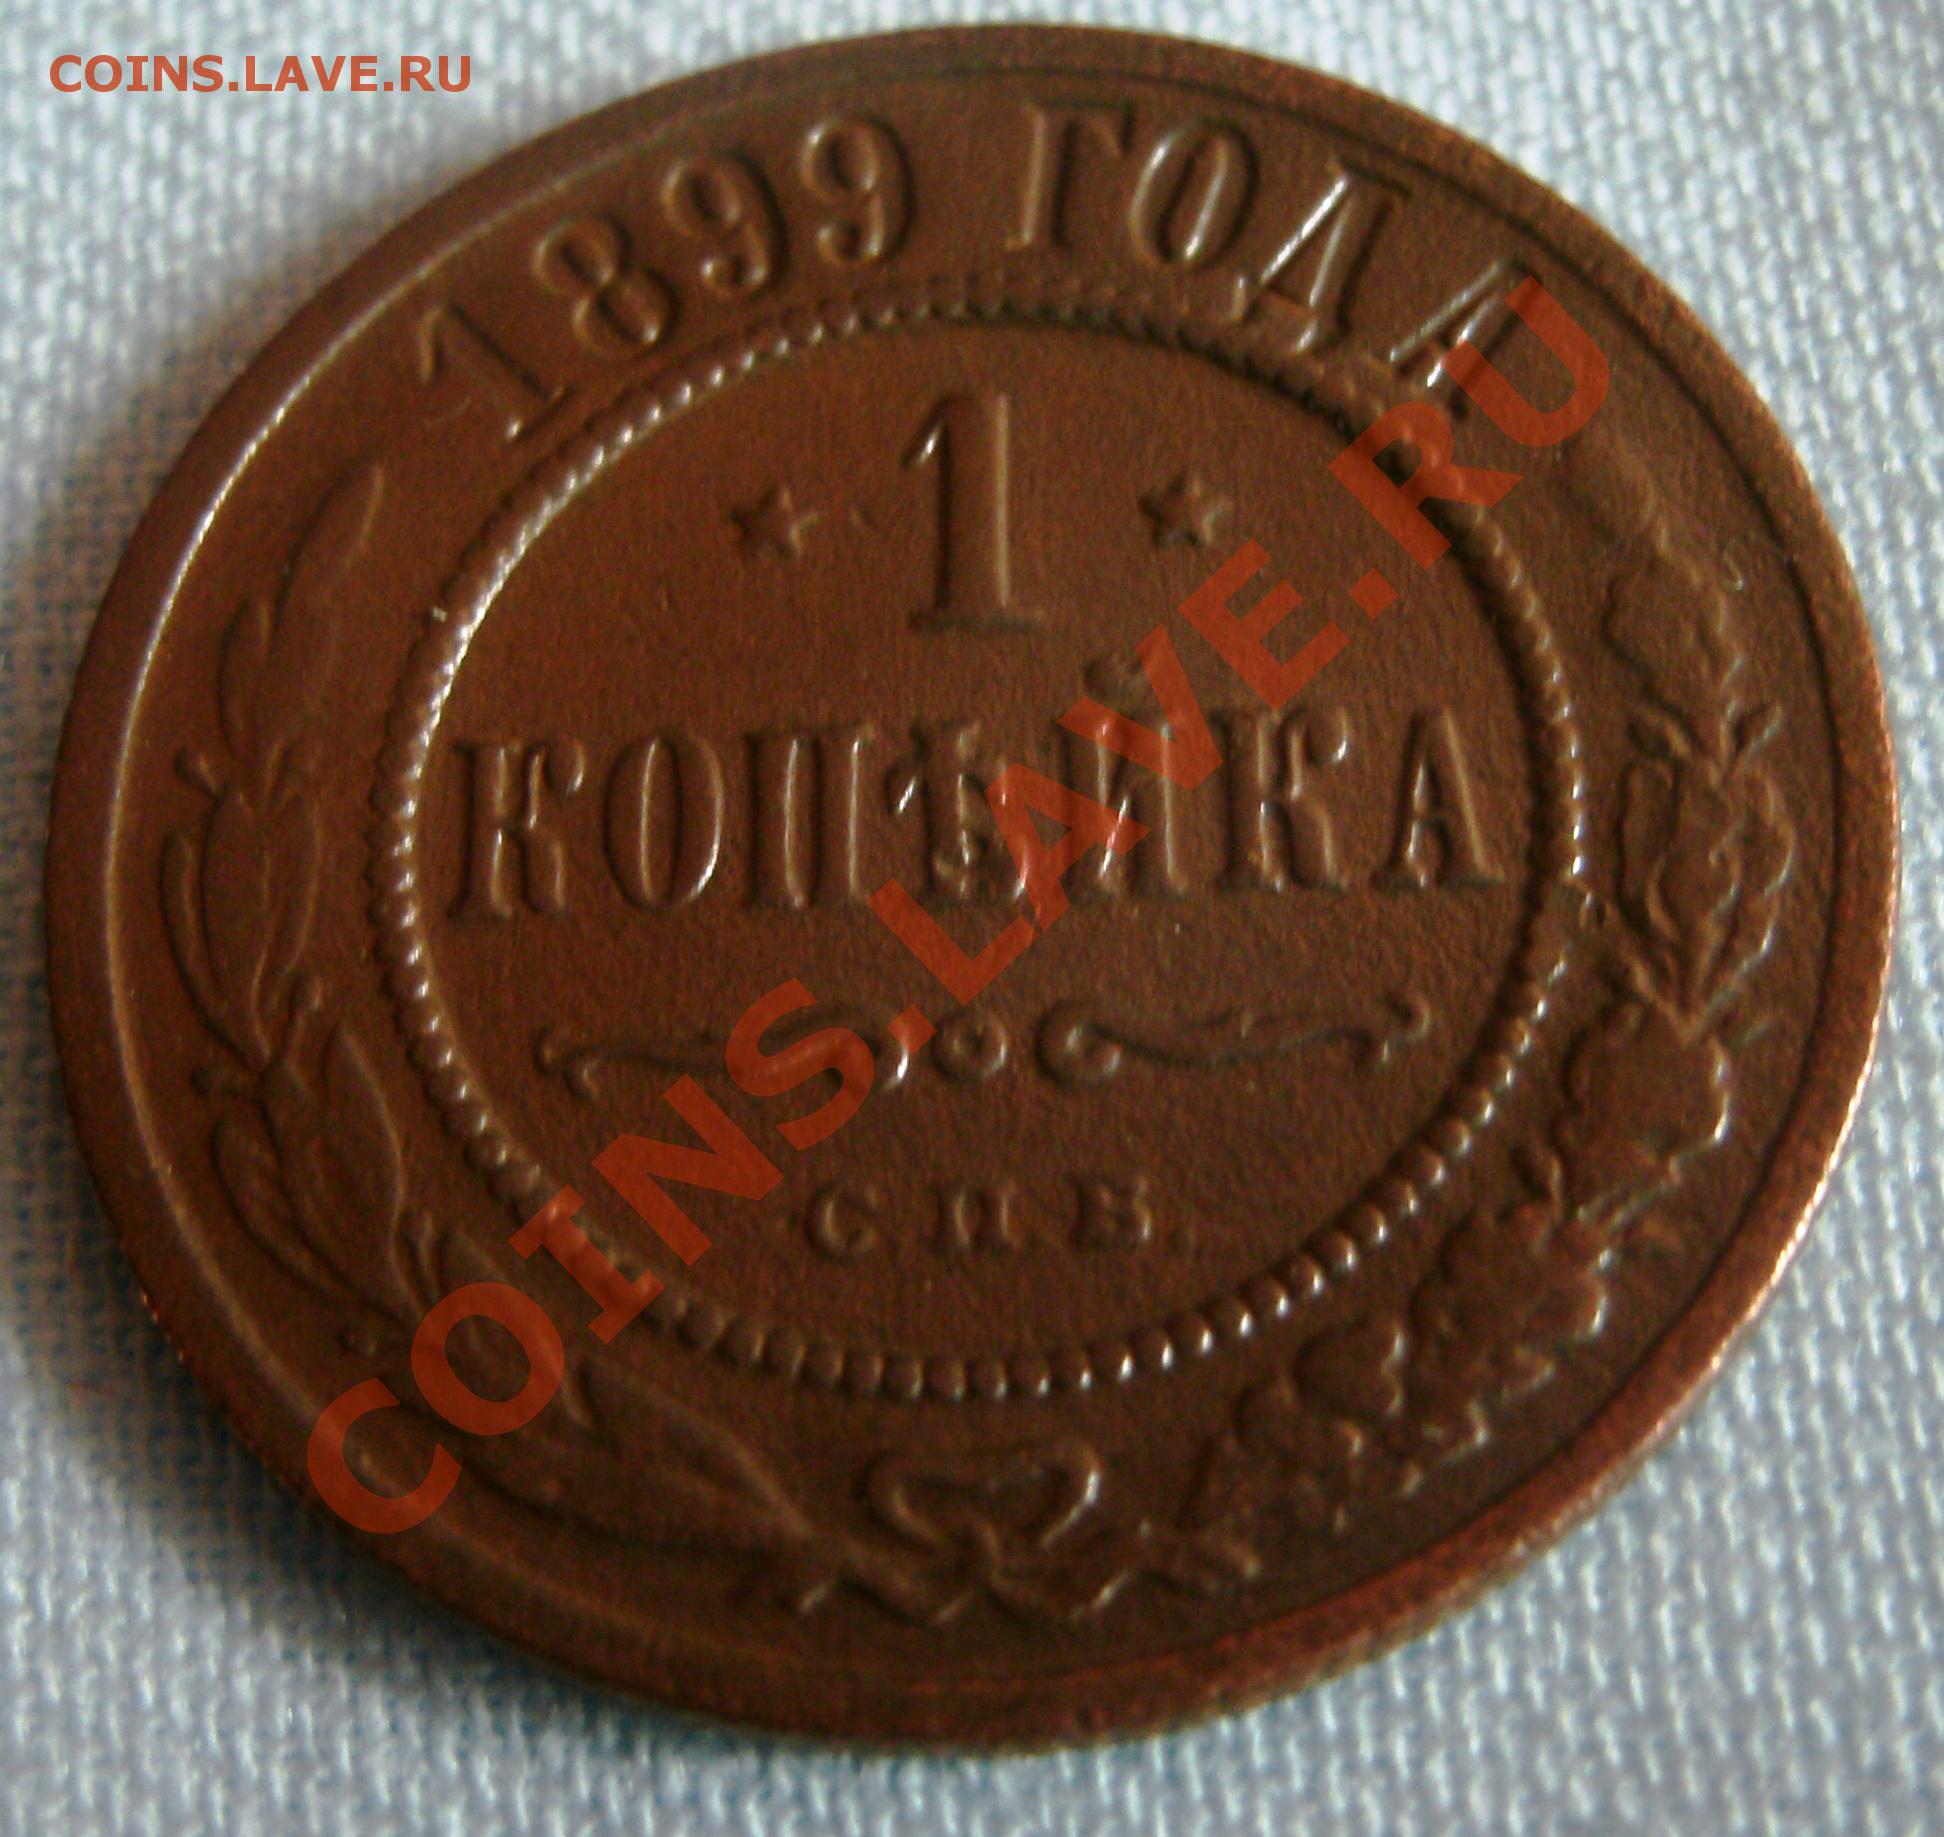 COINS.LAVE.RU
1899 ГОДА
1
КОПѢЙКА
СПБ.
COINS.LAVE.RU